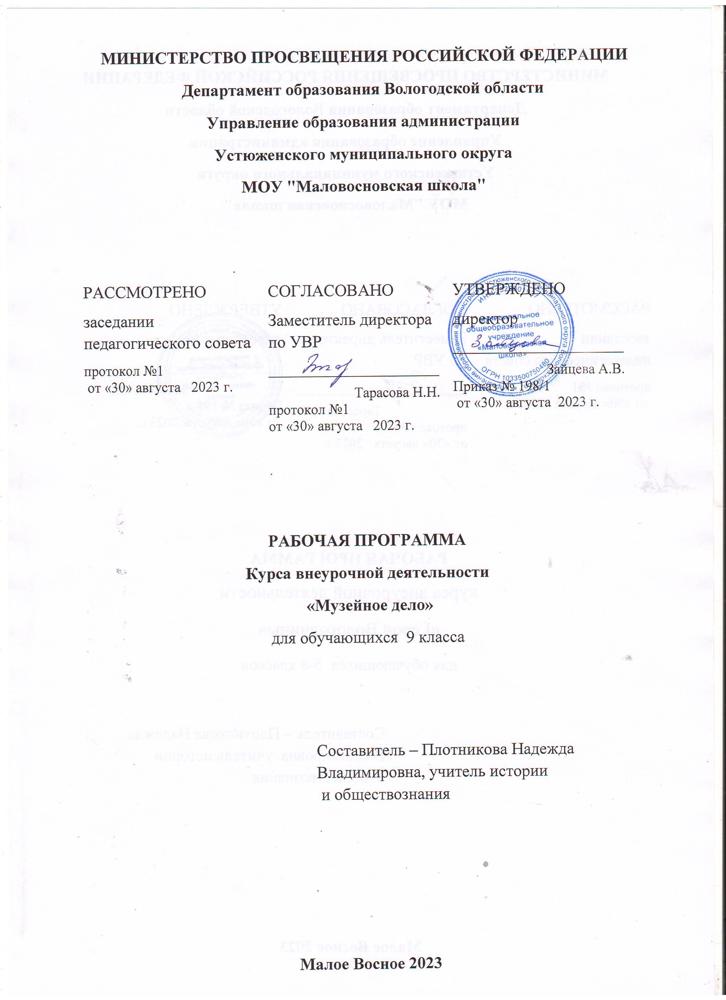 МИНИСТЕРСТВО ПРОСВЕЩЕНИЯ РОССИЙСКОЙ ФЕДЕРАЦИИ
Департамент образования Вологодской области
Управление образования администрации
Устюженского муниципального округа
МОУ "Маловосновская школа"
РАССМОТРЕНО
заседании
педагогического совета
протокол №1
от «30» августа 2023 г.
СОГЛАСОВАНО
Заместитель директора
по УВР
Тарасова Н.Н.
протокол №1
от «30» августа 2023 г.
УТВЕРЖДЕНО
директор
Зайцева А.В.
Приказ № 198/1
от «30» августа 2023 г.
муниципальное
общеобразовательное
учреждение
«Маловосновская
школа»
ОГРН 1033500750480
РАБОЧАЯ ПРОГРАММА
Курса внеурочной деятельности
«Музейное дело»
для обучающихся 9 класса
Составитель – Плотникова Надежда
Владимировна, учитель истории
и обществознания
Малое Восное 2023